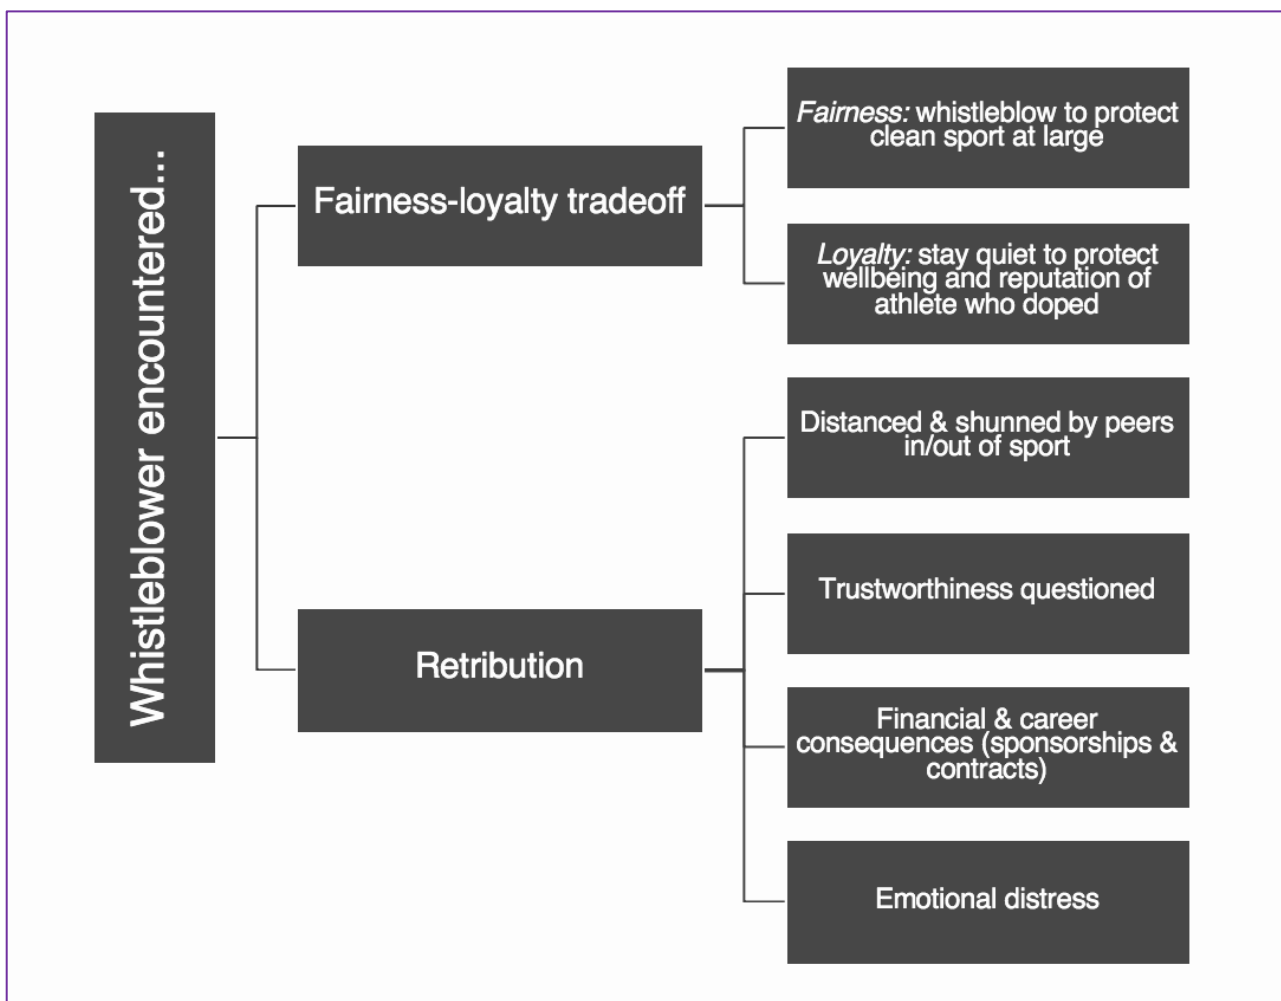 Whistleblower encountered...
Fairness-loyalty tradeoff
Fairness: whistleblow to protect
clean sport at large
Loyalty: stay quiet to protect
wellbeing and reputation of
athlete who doped
Retribution
Distanced & shunned by peers
in/out of sport
Trustworthiness questioned
Financial & career
consequences (sponsorships &
contracts)
Emotional distress